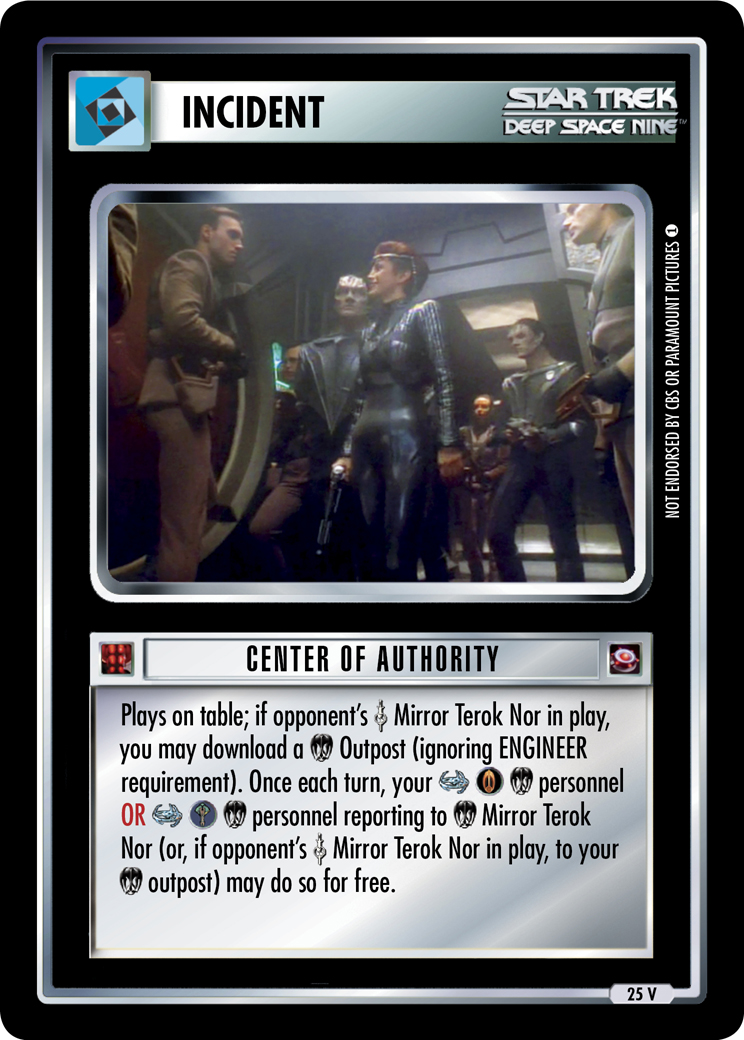 INCIDENT
STAR TREK
DEEP SPACE NINE™
NOT ENDORSED BY CBS OR PARAMOUNT PICTURES 1
CENTER OF AUTHORITY
Plays on table; if opponent's Mirror Terok Nor in play,
you may download a Outpost (ignoring ENGINEER
requirement). Once each turn, your personnel
OR personnel reporting to Mirror Terok
Nor (or, if opponent's Mirror Terok Nor in play, to your
outpost) may do so for free.
25 V